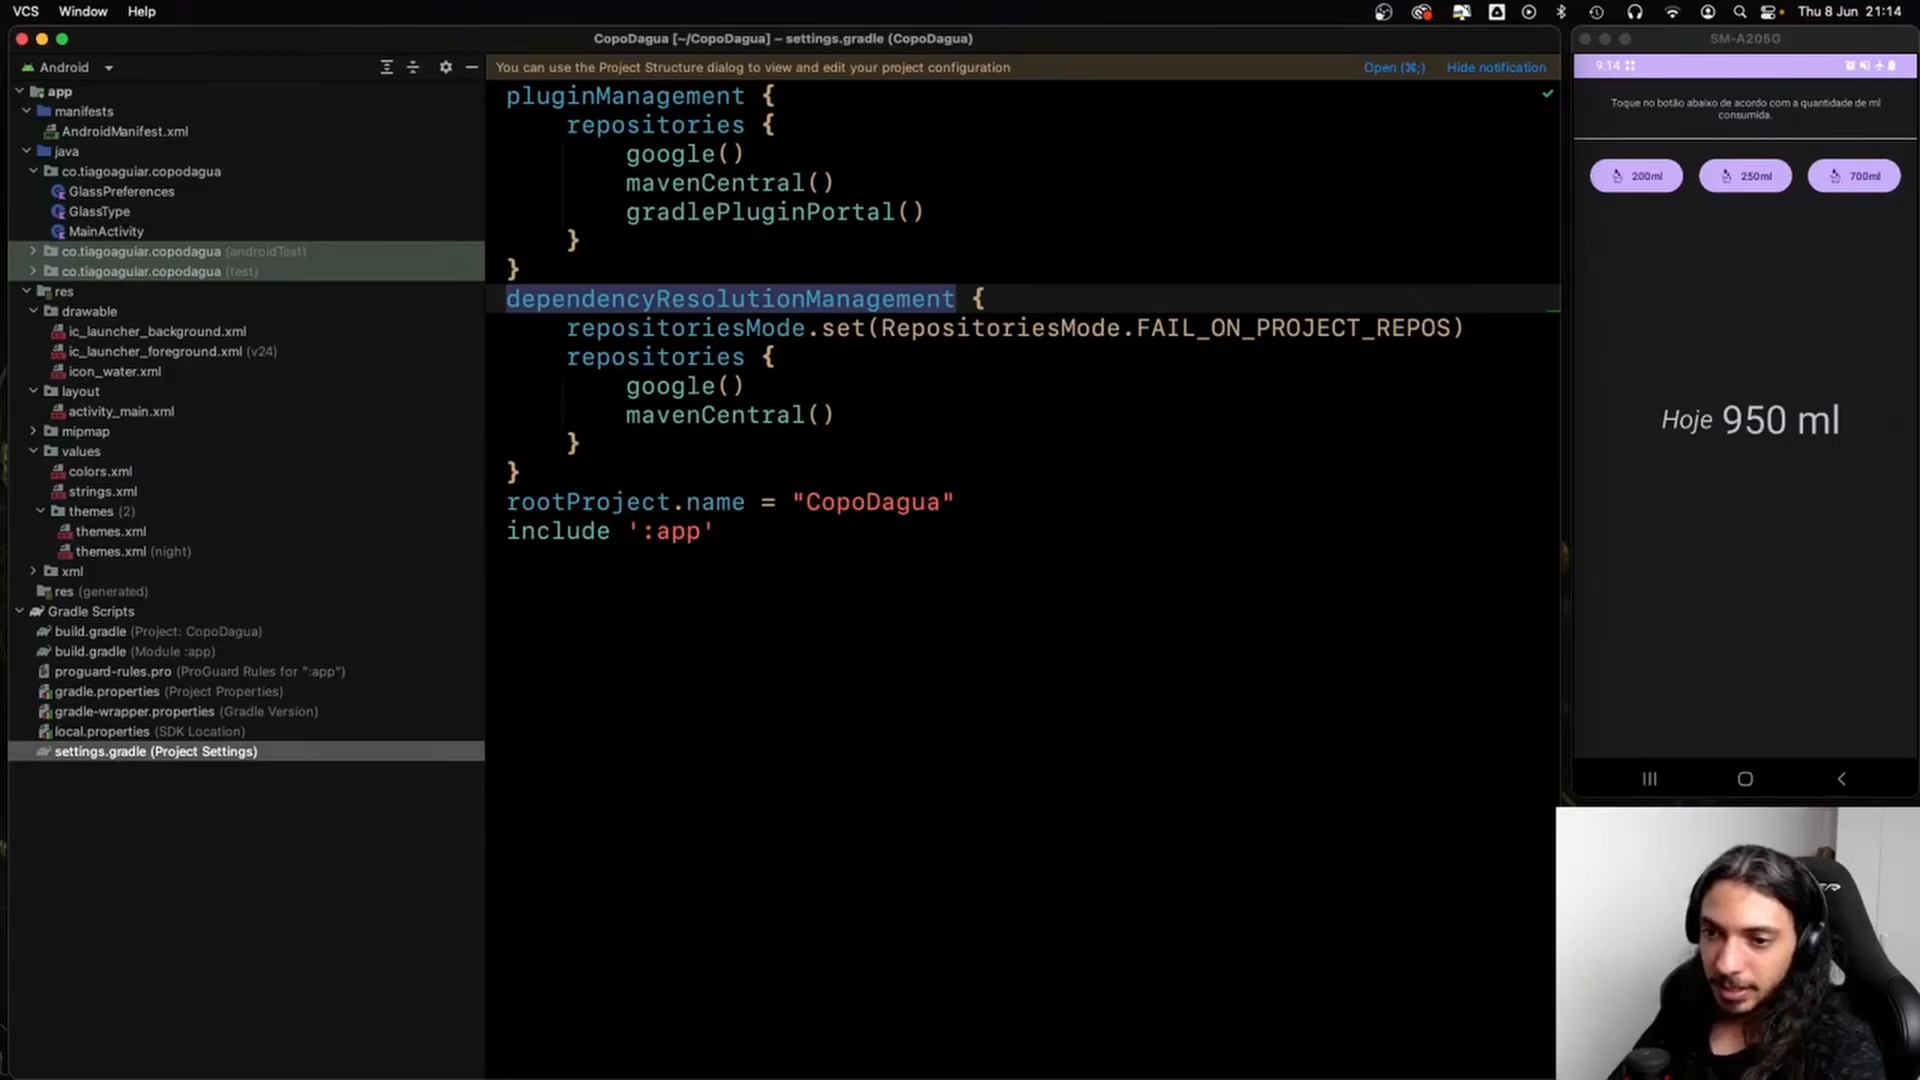 VCS Window Help
Thu 8 Jun 21:14
CopoDagua [~/CopoDagua] – settings.gradle (CopoDagua)
SM-A205G
Android
You can use the Project Structure dialog to view and edit your project configuration
Open (⌘;) Hide notification
app
manifests
AndroidManifest.xml
java
co.tiagoaguiar.copodagua
GlassPreferences
GlassType
MainActivity
co.tiagoaguiar.copodagua (androidTest)
co.tiagoaguiar.copodagua (test)
res
drawable
ic_launcher_background.xml
ic_launcher_foreground.xml (v24)
icon_water.xml
layout
activity_main.xml
mipmap
values
colors.xml
strings.xml
themes (2)
themes.xml
themes.xml (night)
xml
res (generated)
Gradle Scripts
build.gradle (Project: CopoDagua)
build.gradle (Module :app)
proguard-rules.pro (ProGuard Rules for ":app")
gradle.properties (Project Properties)
gradle-wrapper.properties (Gradle Version)
local.properties (SDK Location)
settings.gradle (Project Settings)
pluginManagement {
repositories {
google()
mavenCentral()
gradlePluginPortal()
}
}
dependencyResolutionManagement {
repositoriesMode.set(RepositoriesMode.FAIL_ON_PROJECT_REPOS)
repositories {
google()
mavenCentral()
}
}
rootProject.name = "CopoDagua"
include ':app'
9:14
Toque no botão abaixo de acordo com a quantidade de ml
consumida.
200ml 250ml 700ml
Hoje 950 ml